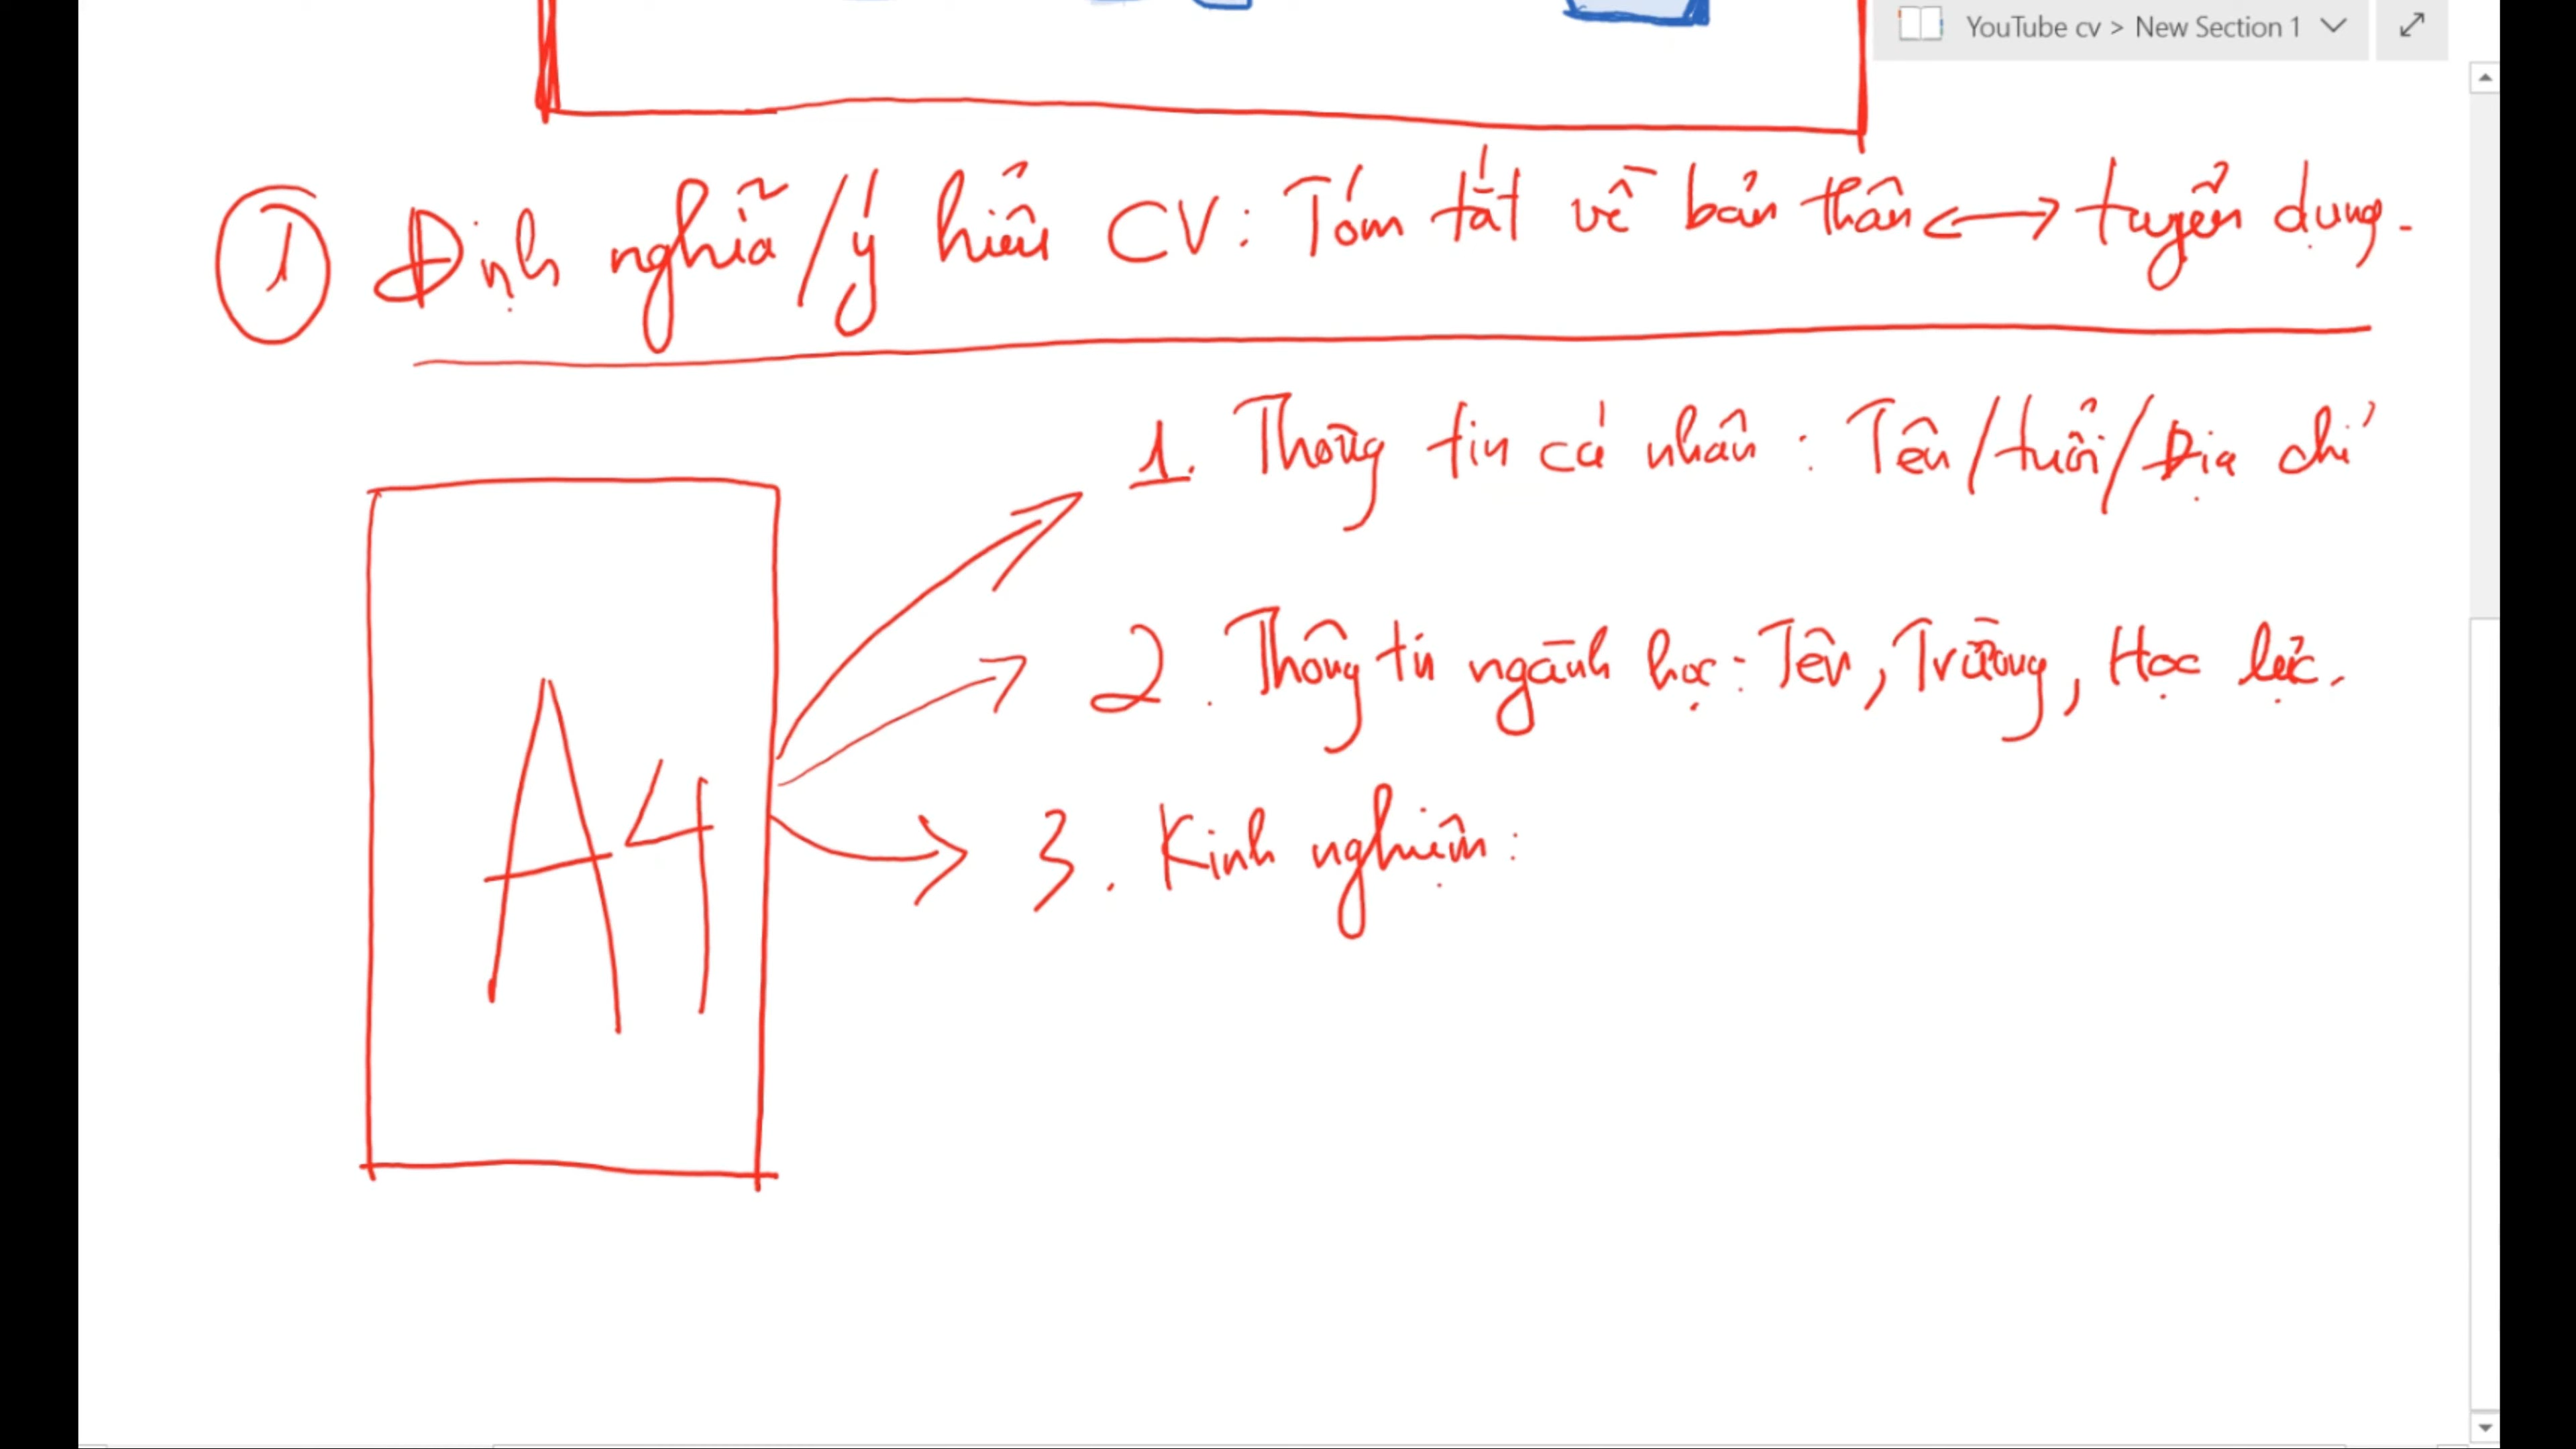 YouTube cv > New Section 1
① Định nghĩa/ý hiểu CV: Tóm tắt về bản thân ⟷ tuyển dụng.
1. Thông tin cá nhân : Tên/tuổi/Địa chỉ
2. Thông tin ngành học: Tên, Trường, Học lực.
3. Kinh nghiệm:
A4